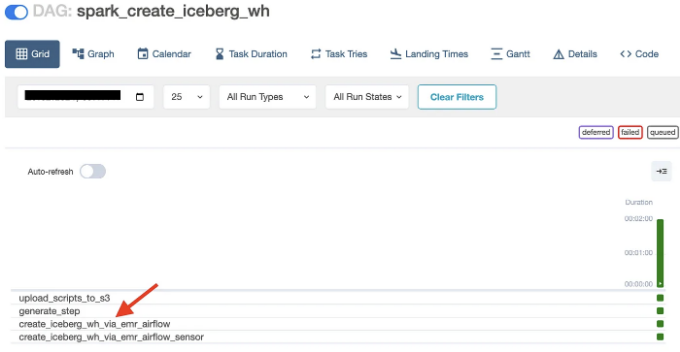 DAG: spark_create_iceberg_wh
Grid Graph Calendar Task Duration Task Tries Landing Times Gantt Details <> Code
25 All Run Types All Run States Clear Filters
deferred failed queued
Auto-refresh
Duration
00:02:00
00:01:00
00:00:00
upload_scripts_to_s3
generate_step
create_iceberg_wh_via_emr_airflow
create_iceberg_wh_via_emr_airflow_sensor